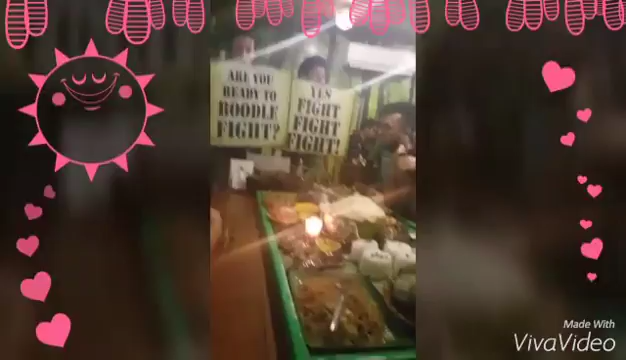 ARE YOU
READY TO
BOODLE
FIGHT?
YES
FIGHT
FIGHT
FIGHT!
Made With
VivaVideo